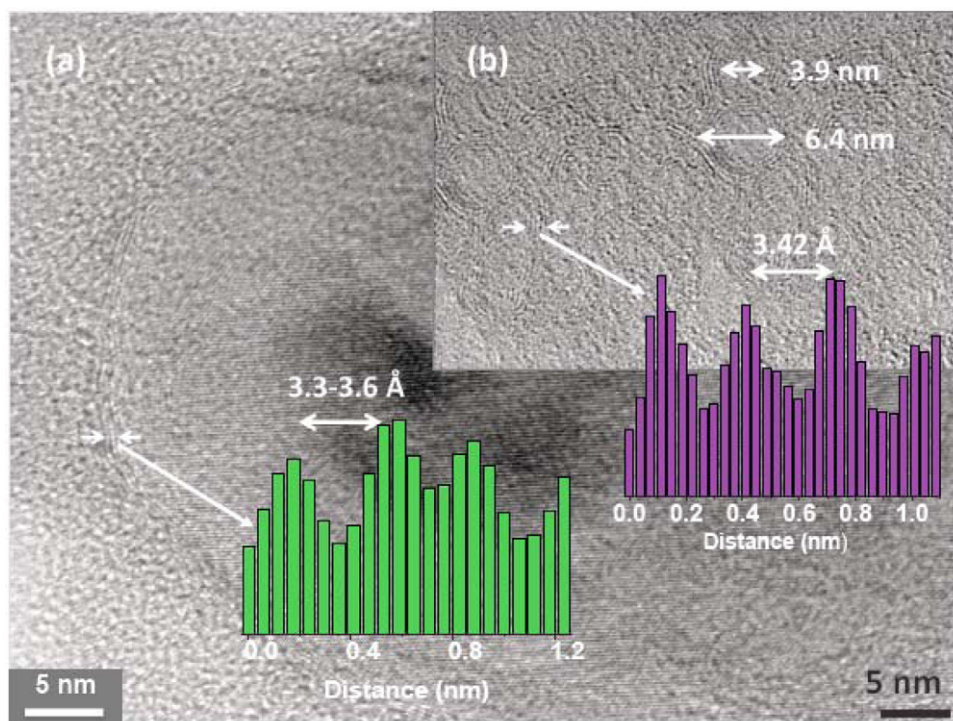 (a)
(b)
3.9 nm
6.4 nm
3.42 Å
3.3-3.6 Å
0.0 0.2 0.4 0.6 0.8 1.0
Distance (nm)
0.0 0.4 0.8 1.2
Distance (nm)
5 nm
5 nm